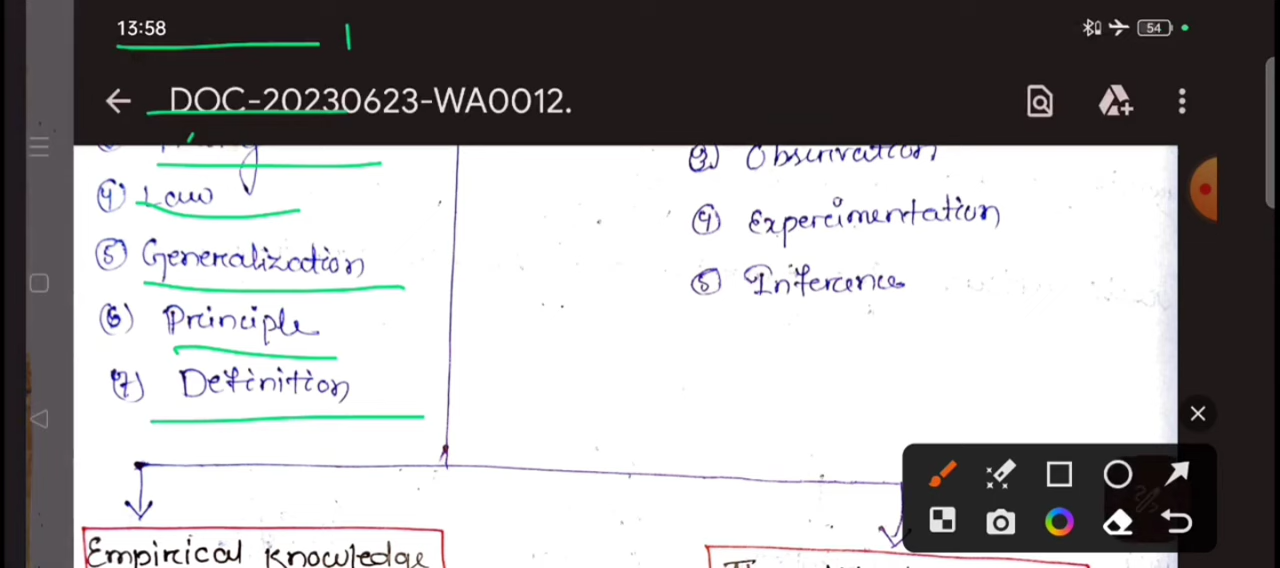 13:58
54
DOC-20230623-WA0012.
④ Law
⑤ Generalization
⑥ Principle
⑦ Definition
③ Observation
④ Experimentation
⑤ Inference
Empirical Knowledge